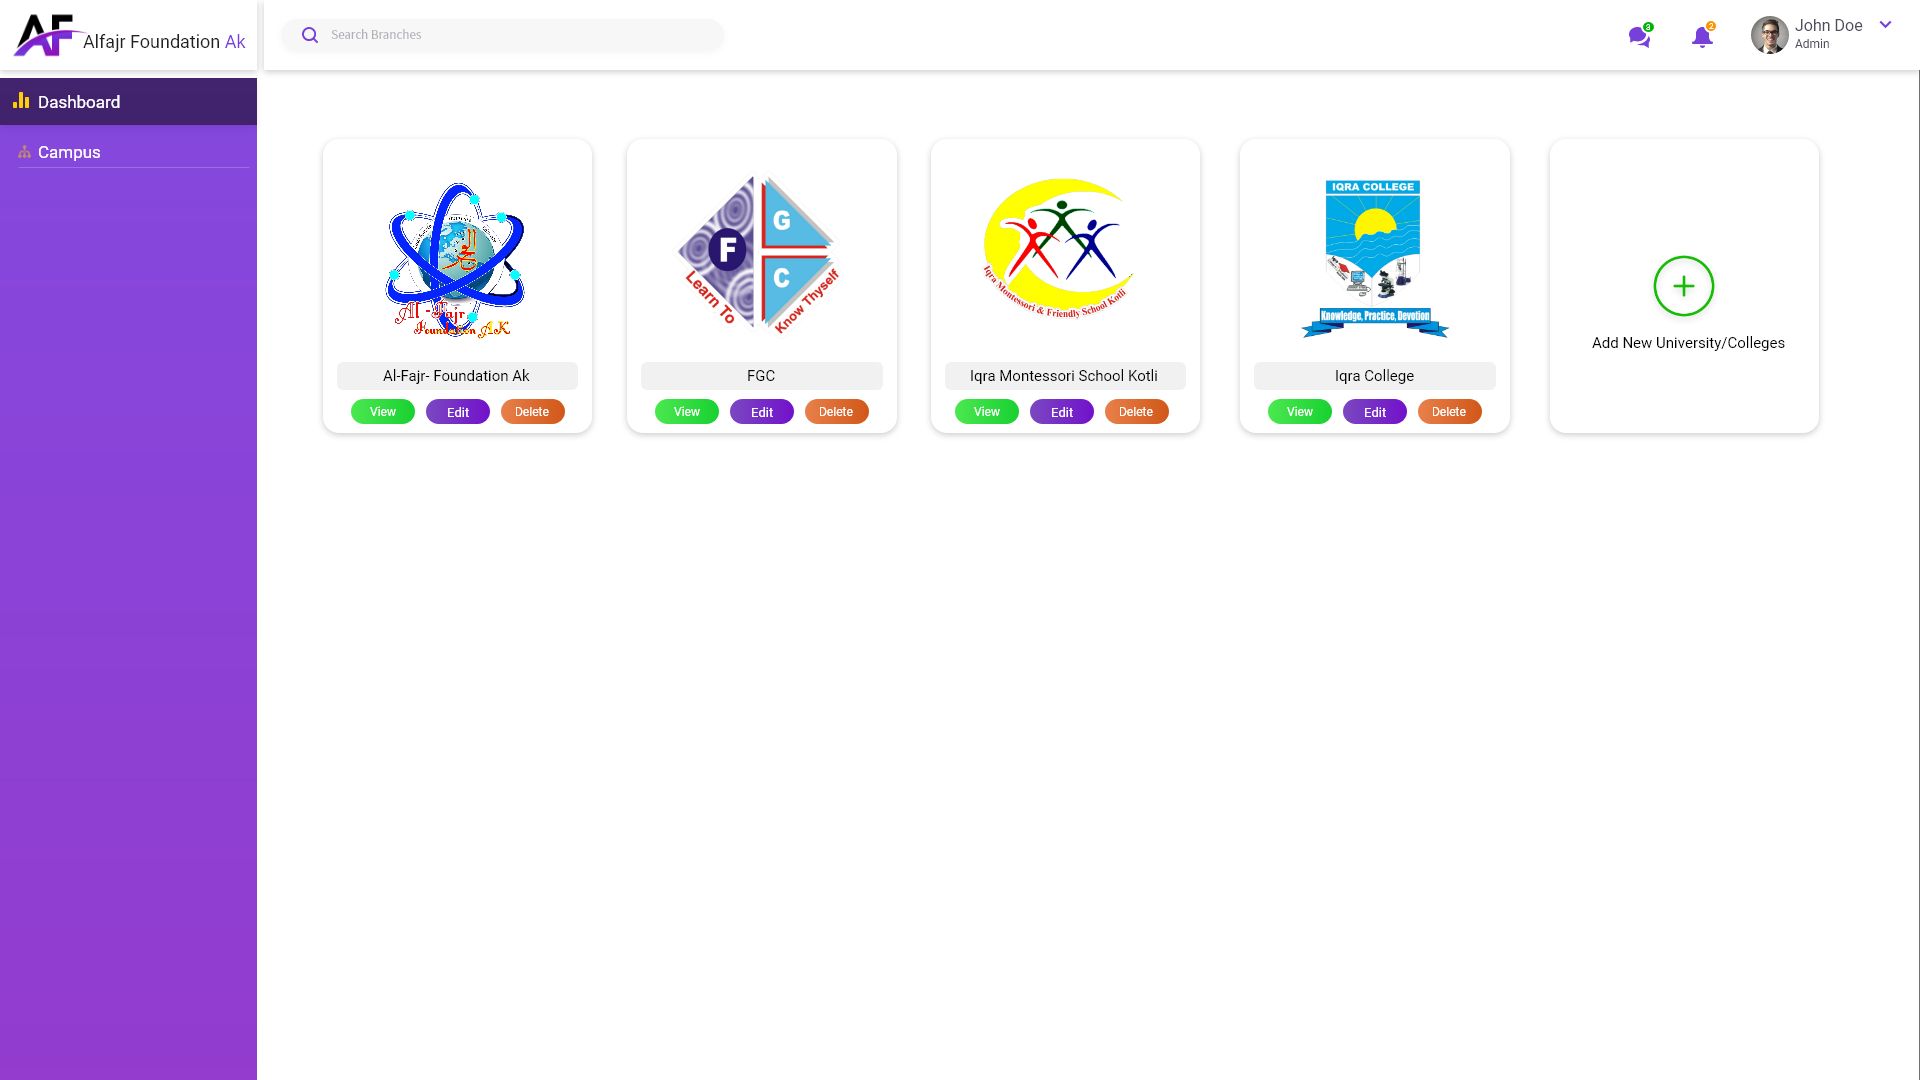 AF Alfajr Foundation Ak
Search Branches
3
2
John Doe
Admin
Dashboard
Campus
Al-Fajr
Foundation AK
Al-Fajr- Foundation Ak
View Edit Delete
F G
C
Learn To Know Thyself
FGC
View Edit Delete
Iqra Montessori & Friendly School Kotli
Iqra Montessori School Kotli
View Edit Delete
IQRA COLLEGE
Knowledge, Practice, Devotion
Iqra College
View Edit Delete
Add New University/Colleges